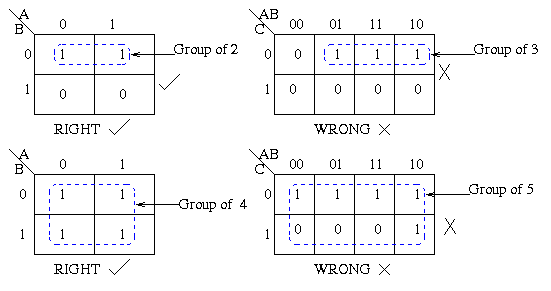 A
B
0 1
0 1 1
1 0 0
Group of 2
RIGHT
AB
C
00 01 11 10
0 0 1 1 1
1 0 0 0 0
Group of 3
WRONG
A
B
0 1
0 1 1
1 1 1
Group of 4
RIGHT
AB
C
00 01 11 10
0 1 1 1 1
1 0 0 0 1
Group of 5
WRONG